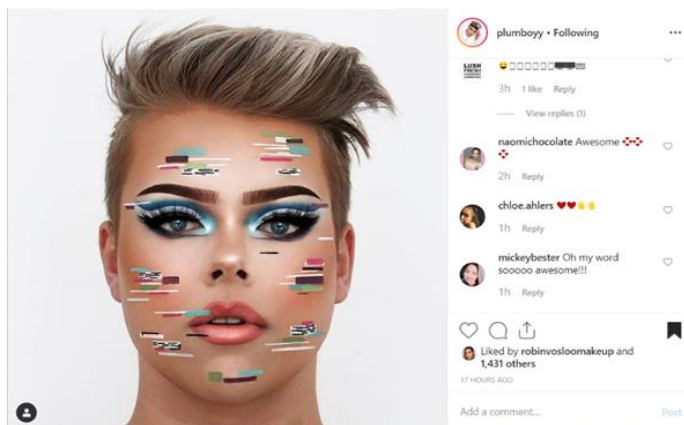 plumboyy • Following
LUSH
FRESH
3h 1 like Reply
View replies (1)
naomichocolate Awesome
2h Reply
chloe.ahlers
1h Reply
mickeybester Oh my word
sooooo awesome!!!
1h Reply
Liked by robinvosloomakeup and
1,431 others
17 HOURS AGO
Add a comment... Post